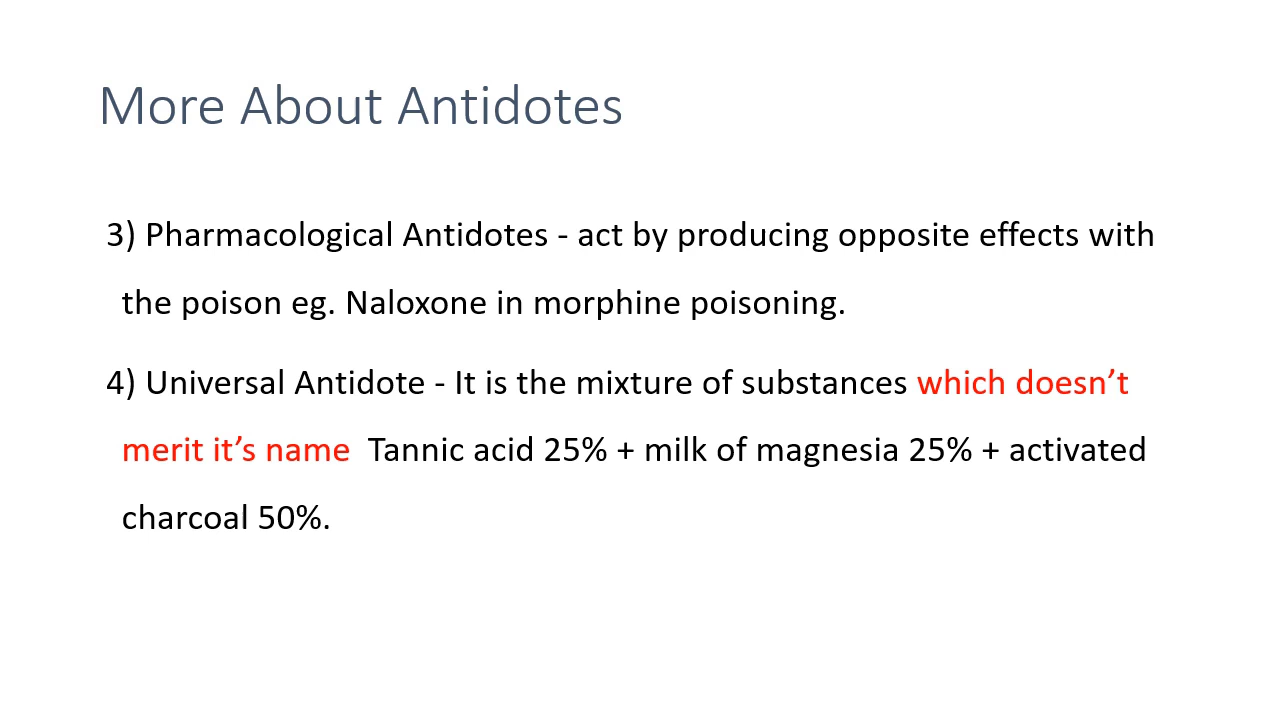 More About Antidotes
3) Pharmacological Antidotes - act by producing opposite effects with
the poison eg. Naloxone in morphine poisoning.
4) Universal Antidote - It is the mixture of substances which doesn’t
merit it’s name  Tannic acid 25% + milk of magnesia 25% + activated
charcoal 50%.